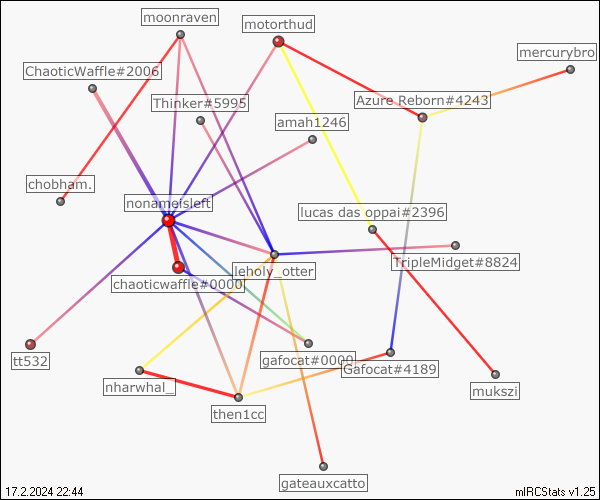 moonraven
motorthud
mercurybro
ChaoticWaffle#2006
Thinker#5995
Azure Reborn#4243
amah1246
chobham.
nonameisleft
lucas das oppai#2396
TripleMidget#8824
leholy_otter
chaoticwaffle#0000
tt532
gafocat#0000
Gafocat#4189
nharwhal_
mukszi
then1cc
gateauxcatto
17.2.2024 22:44
mIRCStats v1.25